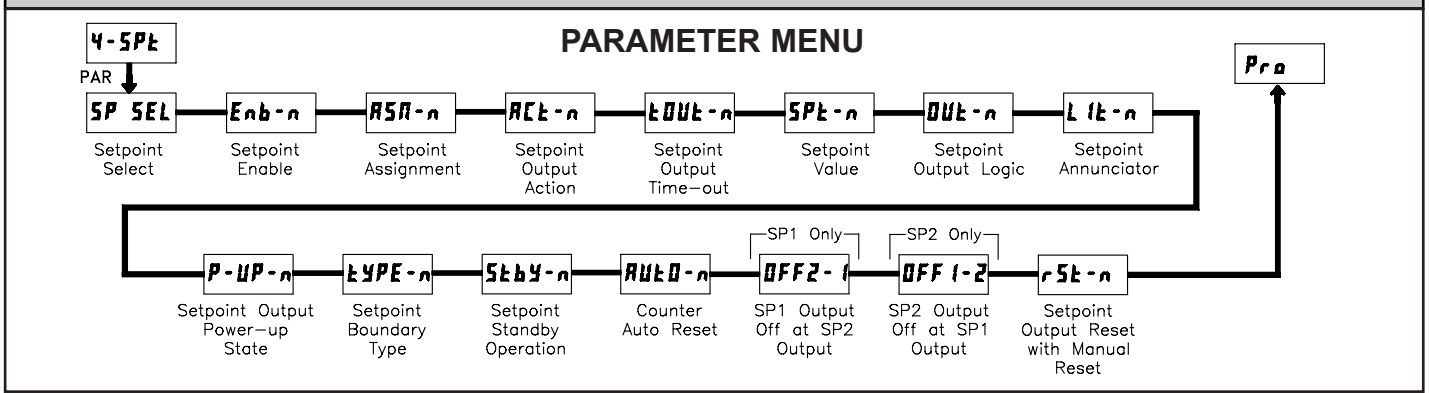 PARAMETER MENU
4-SPt
PAR
Pro
SP SEL
Enb-n
ASN-n
ACt-n
tOUt-n
SPt-n
OUt-n
LIt-n
Setpoint
Select
Setpoint
Enable
Setpoint
Assignment
Setpoint
Output
Action
Setpoint
Output
Time-out
Setpoint
Value
Setpoint
Output Logic
Setpoint
Annunciator
SP1 Only
SP2 Only
P-UP-n
tYPE-n
Stby-n
AUtO-n
OFF2-1
OFF1-2
rSt-n
Setpoint Output
Power-up
State
Setpoint
Boundary
Type
Setpoint
Standby
Operation
Counter
Auto Reset
SP1 Output
Off at SP2
Output
SP2 Output
Off at SP1
Output
Setpoint
Output Reset
with Manual
Reset